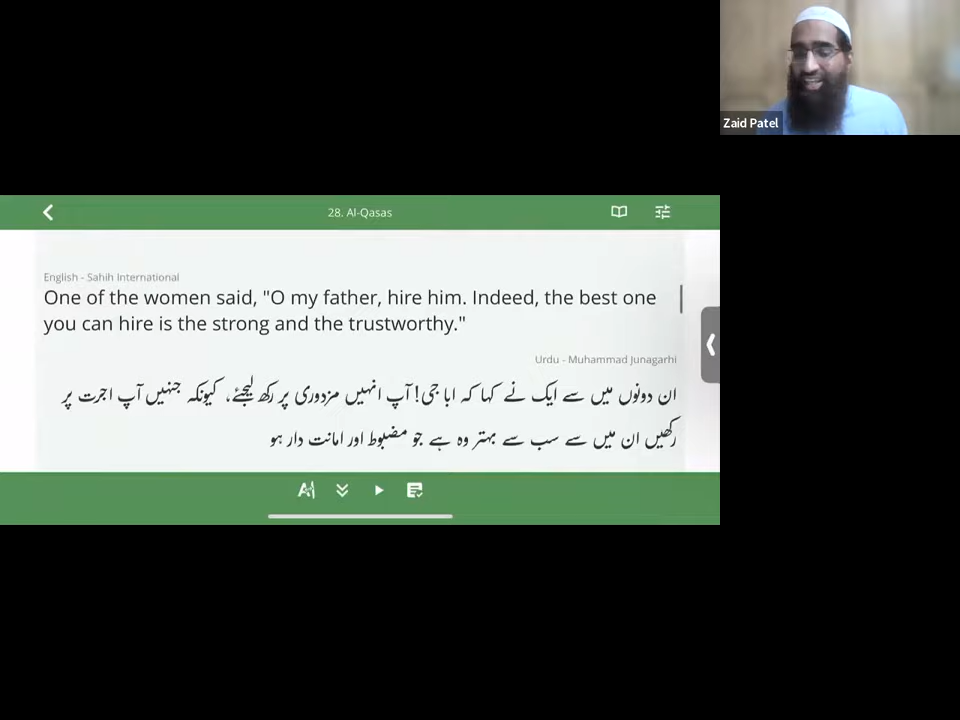 Zaid Patel
28. Al-Qasas
English - Sahih International
One of the women said, "O my father, hire him. Indeed, the best one
you can hire is the strong and the trustworthy."
Urdu - Muhammad Junagarhi
ان دونوں میں سے ایک نے کہا کہ ابا جی! آپ انہیں مزدوری پر رکھ لیجئے، کیونکہ جنہیں آپ اجرت پر
رکھیں ان میں سے سب سے بہتر وہ ہے جو مضبوط اور امانت دار ہو